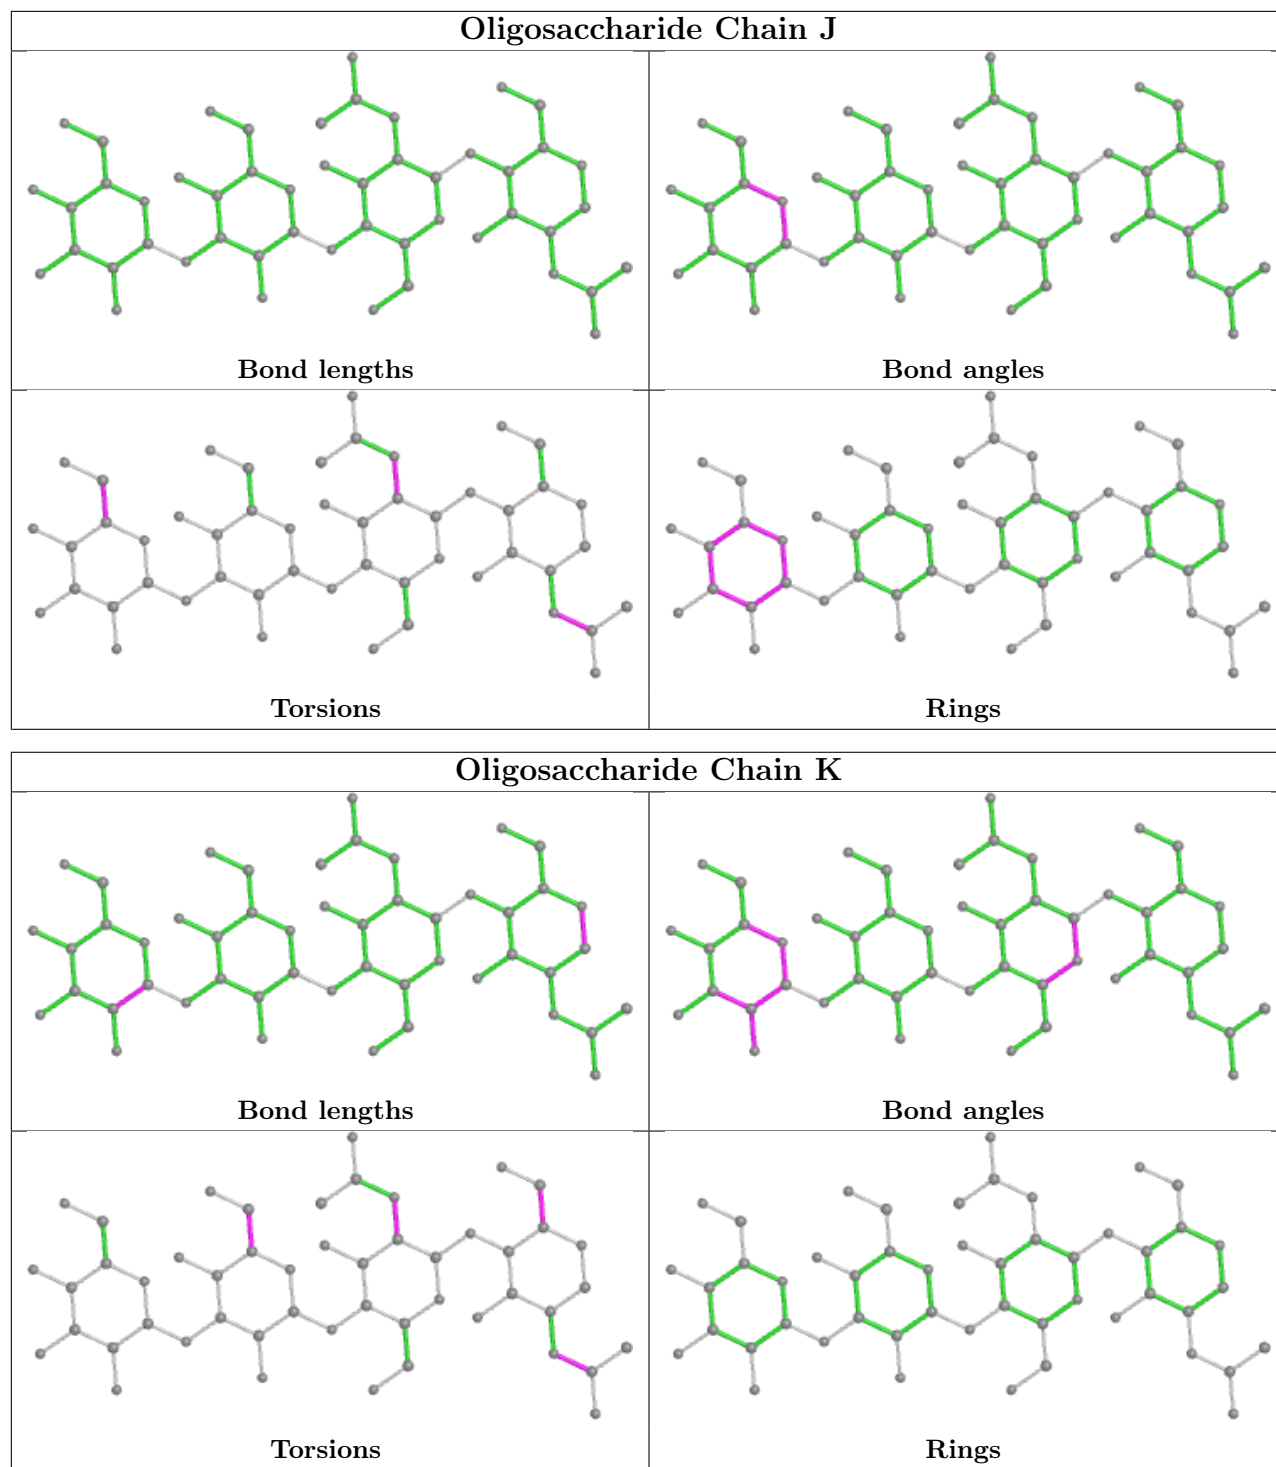 Oligosaccharide Chain J
Bond lengths
Bond angles
Torsions
Rings
Oligosaccharide Chain K
Bond lengths
Bond angles
Torsions
Rings